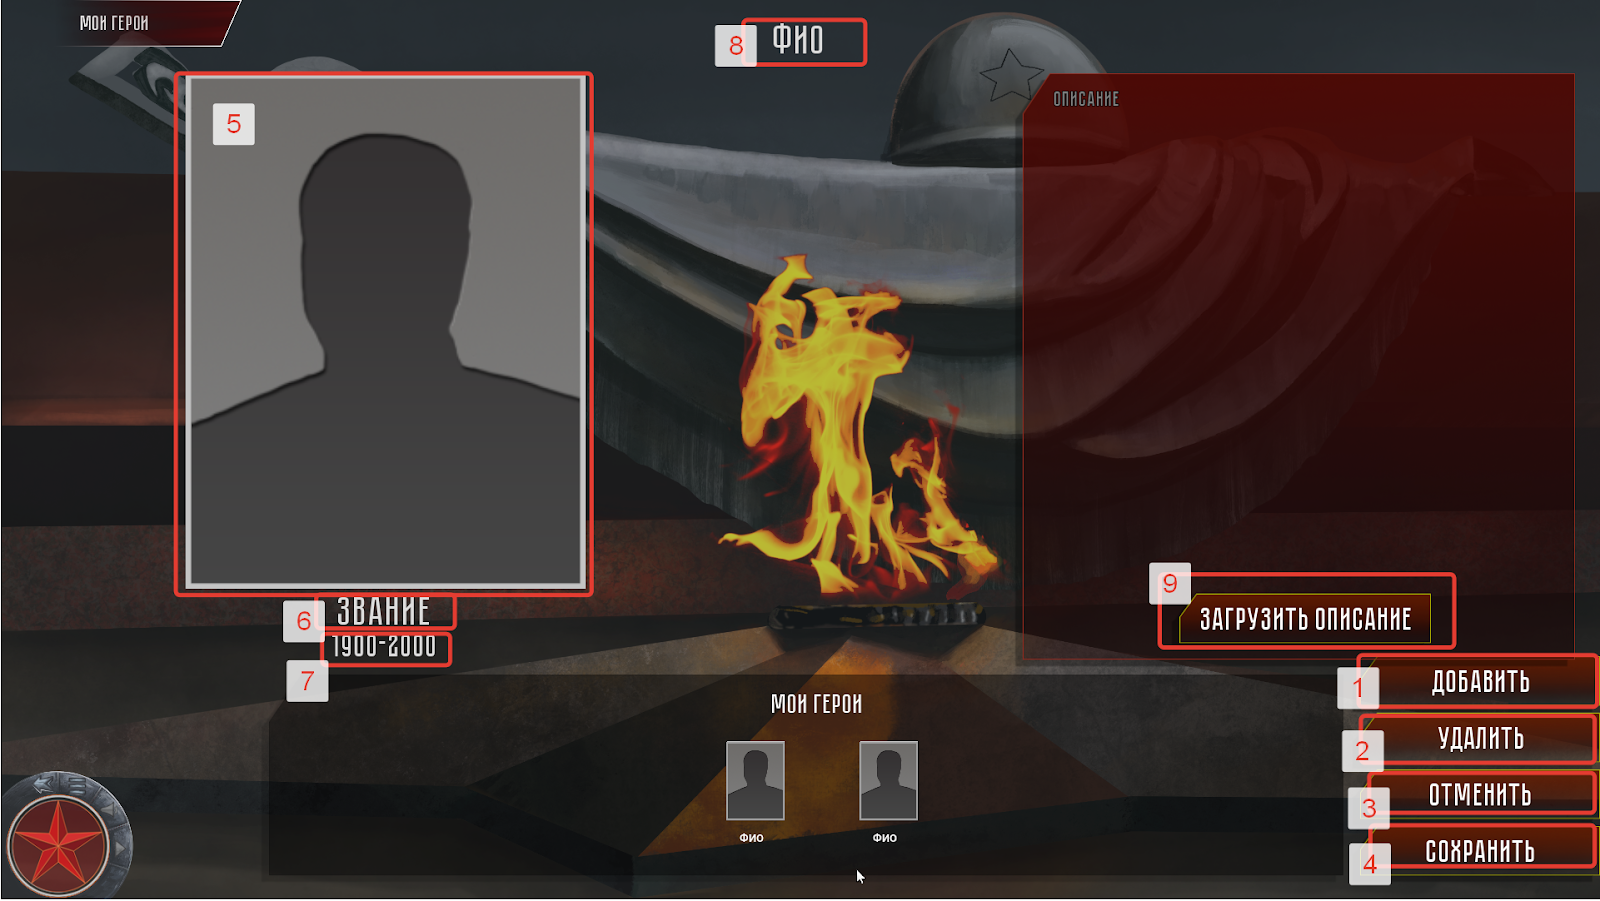 МОИ ГЕРОИ
8 ФИО
ОПИСАНИЕ
5
9
ЗАГРУЗИТЬ ОПИСАНИЕ
6 ЗВАНИЕ
1900-2000
7
1 ДОБАВИТЬ
2 УДАЛИТЬ
3 ОТМЕНИТЬ
4 СОХРАНИТЬ
МОИ ГЕРОИ
ФИО ФИО